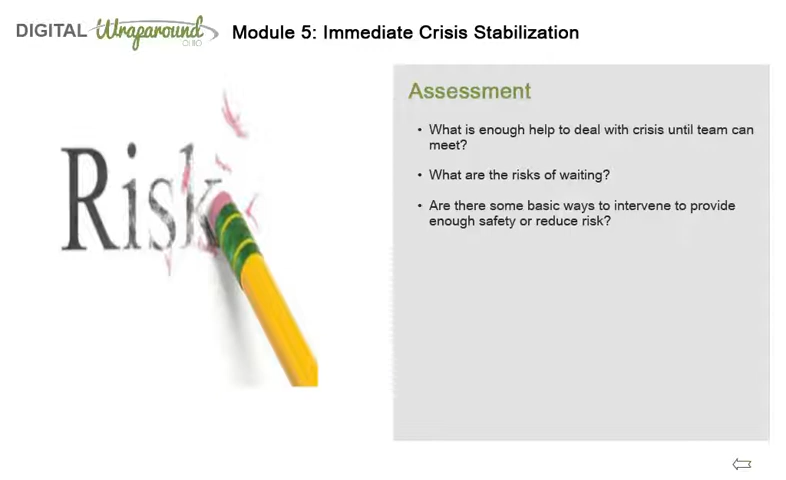 DIGITAL Wraparound
OHIO
Module 5: Immediate Crisis Stabilization
Risk
Assessment
• What is enough help to deal with crisis until team can
meet?
• What are the risks of waiting?
• Are there some basic ways to intervene to provide
enough safety or reduce risk?